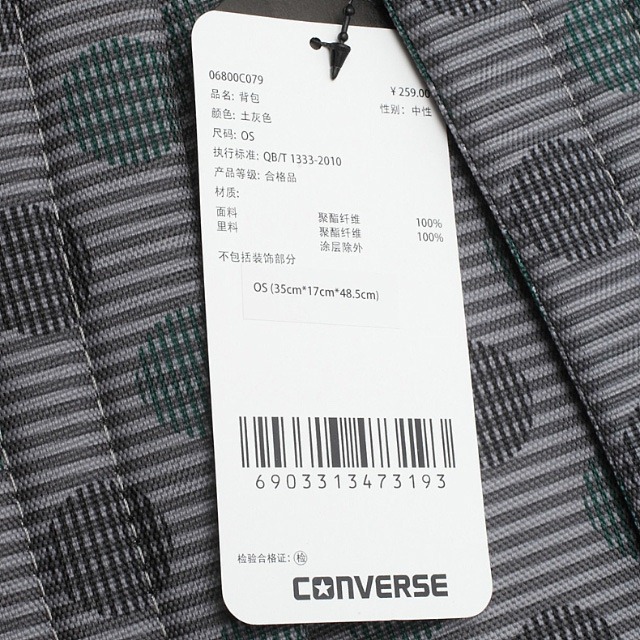 06800C079 ￥259.00
品名: 背包 性别: 中性
颜色: 土灰色
尺码: OS
执行标准: QB/T 1333-2010
产品等级: 合格品
材质:
面料 聚酯纤维 100%
里料 聚酯纤维 100%
涂层除外
不包括装饰部分
OS (35cm*17cm*48.5cm)
6903313473193
检验合格证: 检
CONVERSE